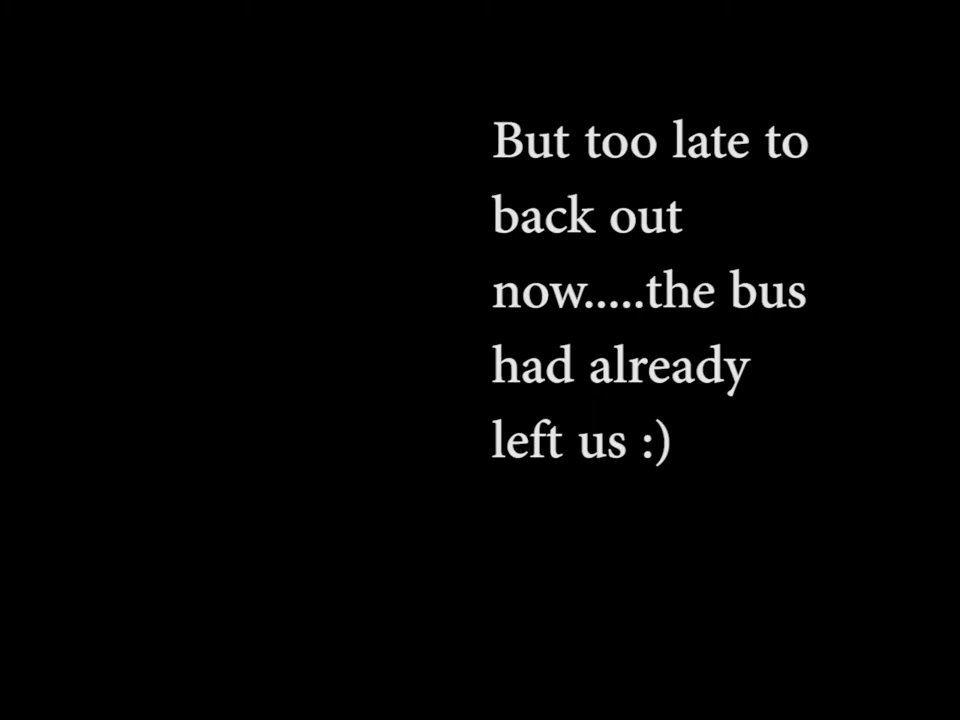 But too late to
back out
now.....the bus
had already
left us :)